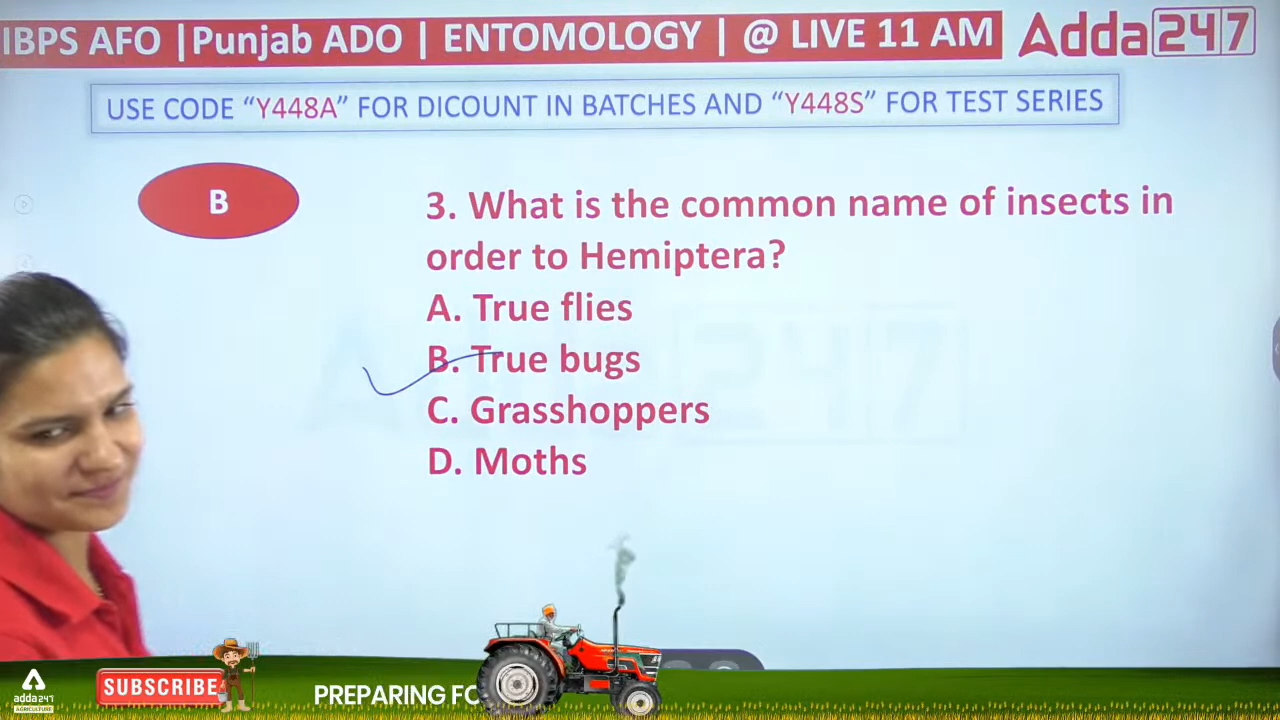 IBPS AFO | Punjab ADO | ENTOMOLOGY | @ LIVE 11 AM
Adda247
USE CODE “Y448A” FOR DICOUNT IN BATCHES AND “Y448S” FOR TEST SERIES
B
3. What is the common name of insects in
order to Hemiptera?
A. True flies
B. True bugs
C. Grasshoppers
D. Moths
adda247
AGRICULTURE
SUBSCRIBE
PREPARING FO